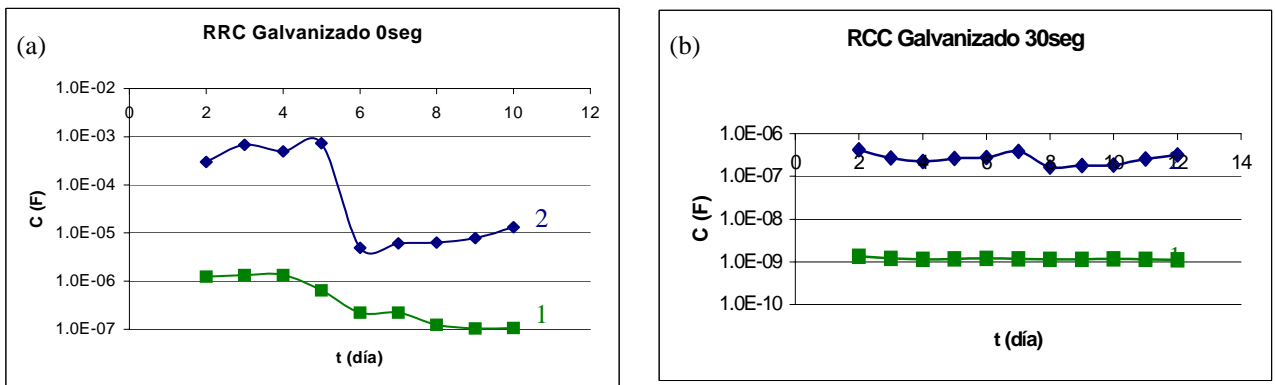 (a)
RRC Galvanizado 0seg
1.0E-02
0 2 4 6 8 10 12
1.0E-03
1.0E-04
1.0E-05
1.0E-06
1.0E-07
C (F)
2
1
t (día)
(b)
RCC Galvanizado 30seg
1.0E-06
0 2 4 6 8 10 12 14
1.0E-07
1.0E-08
1.0E-09
1.0E-10
C (F)
1
t (día)